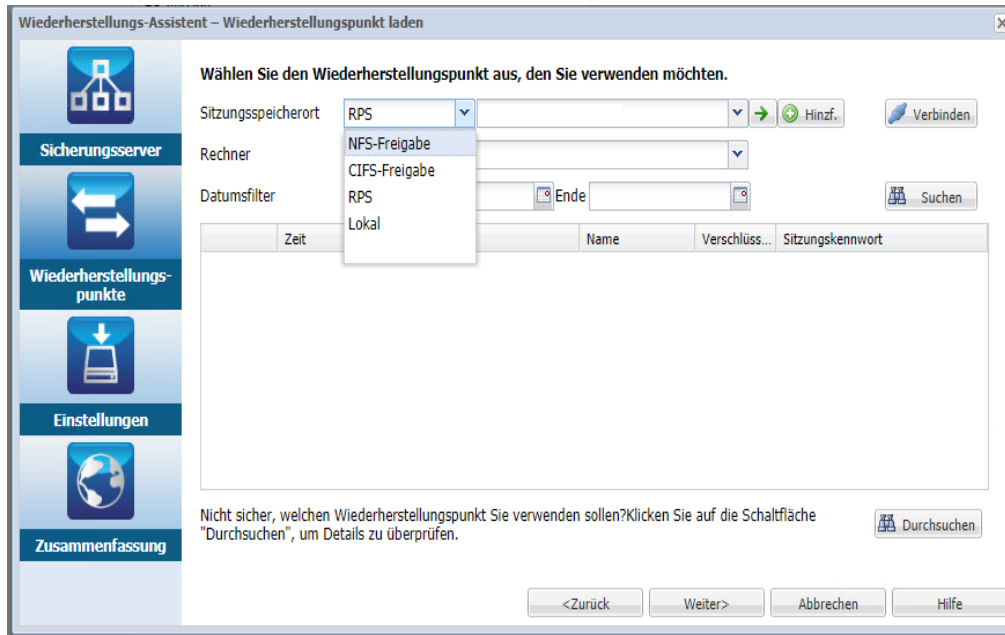 Wiederherstellungs-Assistent – Wiederherstellungspunkt laden
Sicherungsserver
Wiederherstellungs-
punkte
Einstellungen
Zusammenfassung
Wählen Sie den Wiederherstellungspunkt aus, den Sie verwenden möchten.
Sitzungsspeicherort RPS Hinzf. Verbinden
NFS-Freigabe
CIFS-Freigabe
RPS
Lokal
Rechner
Datumsfilter Ende Suchen
Zeit Name Verschlüss... Sitzungskennwort
Nicht sicher, welchen Wiederherstellungspunkt Sie verwenden sollen?Klicken Sie auf die Schaltfläche
"Durchsuchen", um Details zu überprüfen.
Durchsuchen
<Zurück Weiter> Abbrechen Hilfe